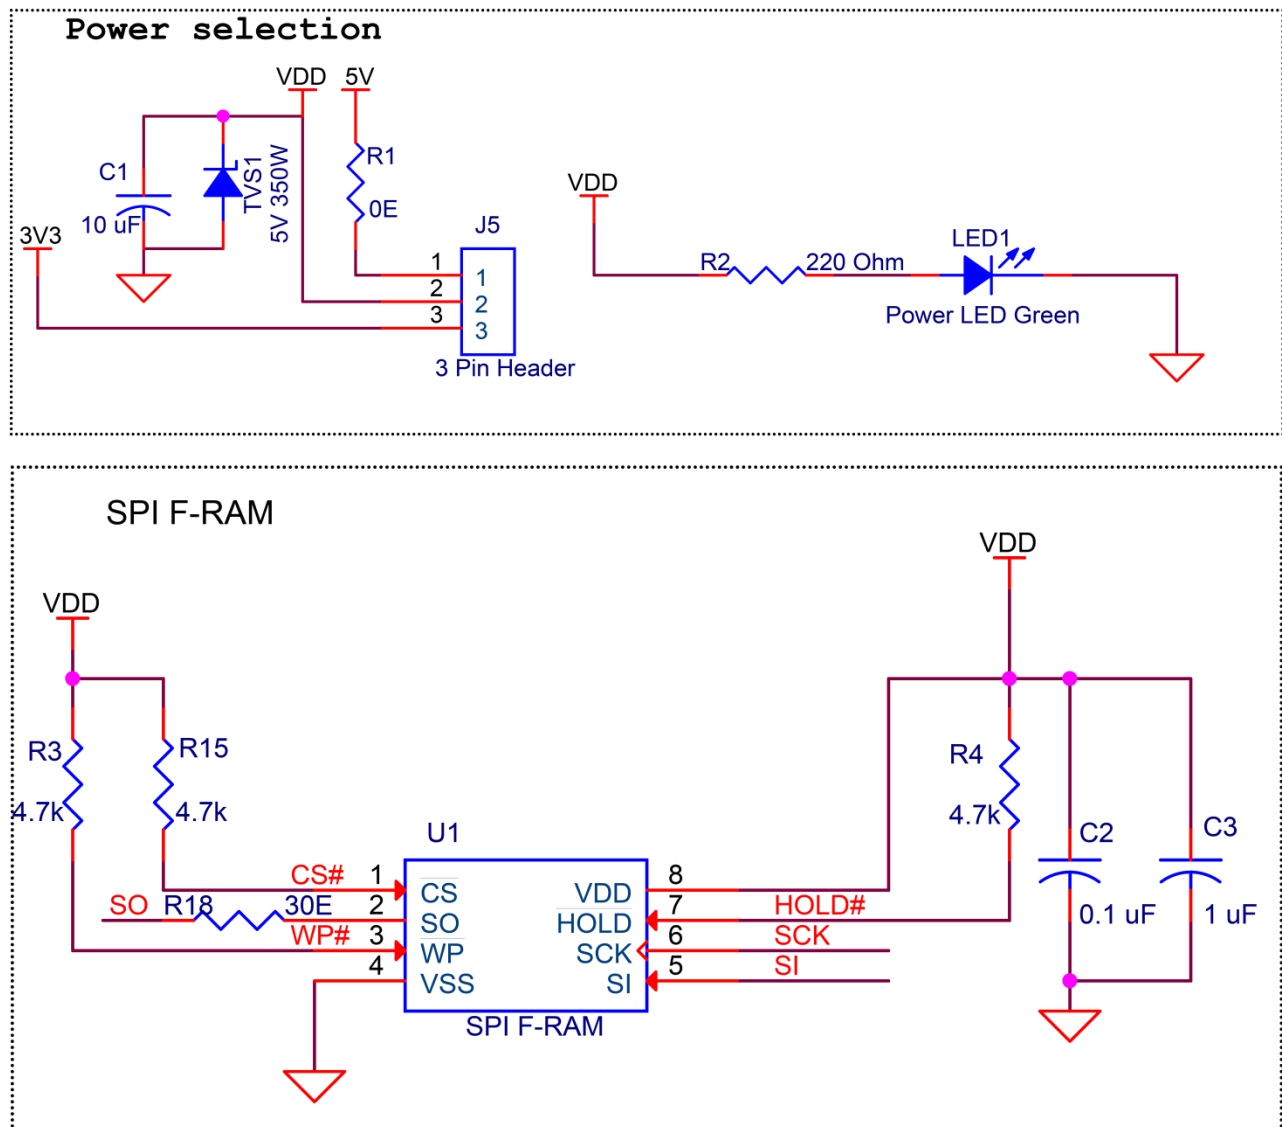 Power selection
VDD 5V
C1
10 uF
TVS1
5V 350W
R1
0E
3V3
J5
1 1
2 2
3 3
3 Pin Header
VDD
R2 220 Ohm
LED1
Power LED Green
SPI F-RAM
VDD
R3
4.7k
R15
4.7k
VDD
R4
4.7k
C2
0.1 uF
C3
1 uF
U1
CS# 1 CS VDD 8
SO R18 30E 2 SO HOLD 7 HOLD#
WP# 3 WP SCK 6 SCK
4 VSS SI 5 SI
SPI F-RAM